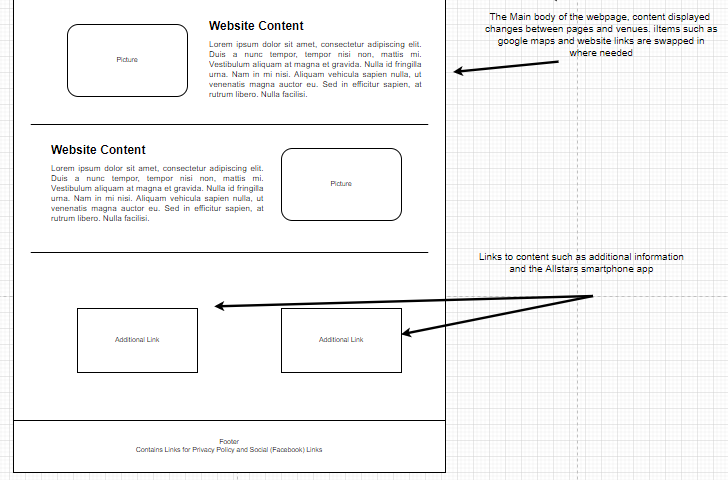 The Main body of the webpage, content displayed
changes between pages and venues. iItems such as
google maps and website links are swapped in
where needed
Picture
Website Content
Lorem ipsum dolor sit amet, consectetur adipiscing elit.
Duis a nunc tempor, tempor nisi non, mattis mi.
Vestibulum aliquam at magna et gravida. Nulla id fringilla
urna. Nam in mi nisi. Aliquam vehicula sapien nulla, ut
venenatis magna auctor eu. Sed in efficitur sapien, at
rutrum libero. Nulla facilisi.
Website Content
Lorem ipsum dolor sit amet, consectetur adipiscing elit.
Duis a nunc tempor, tempor nisi non, mattis mi.
Vestibulum aliquam at magna et gravida. Nulla id fringilla
urna. Nam in mi nisi. Aliquam vehicula sapien nulla, ut
venenatis magna auctor eu. Sed in efficitur sapien, at
rutrum libero. Nulla facilisi.
Picture
Links to content such as additional information
and the Allstars smartphone app
Additional Link
Additional Link
Footer
Contains Links for Privacy Policy and Social (Facebook) Links